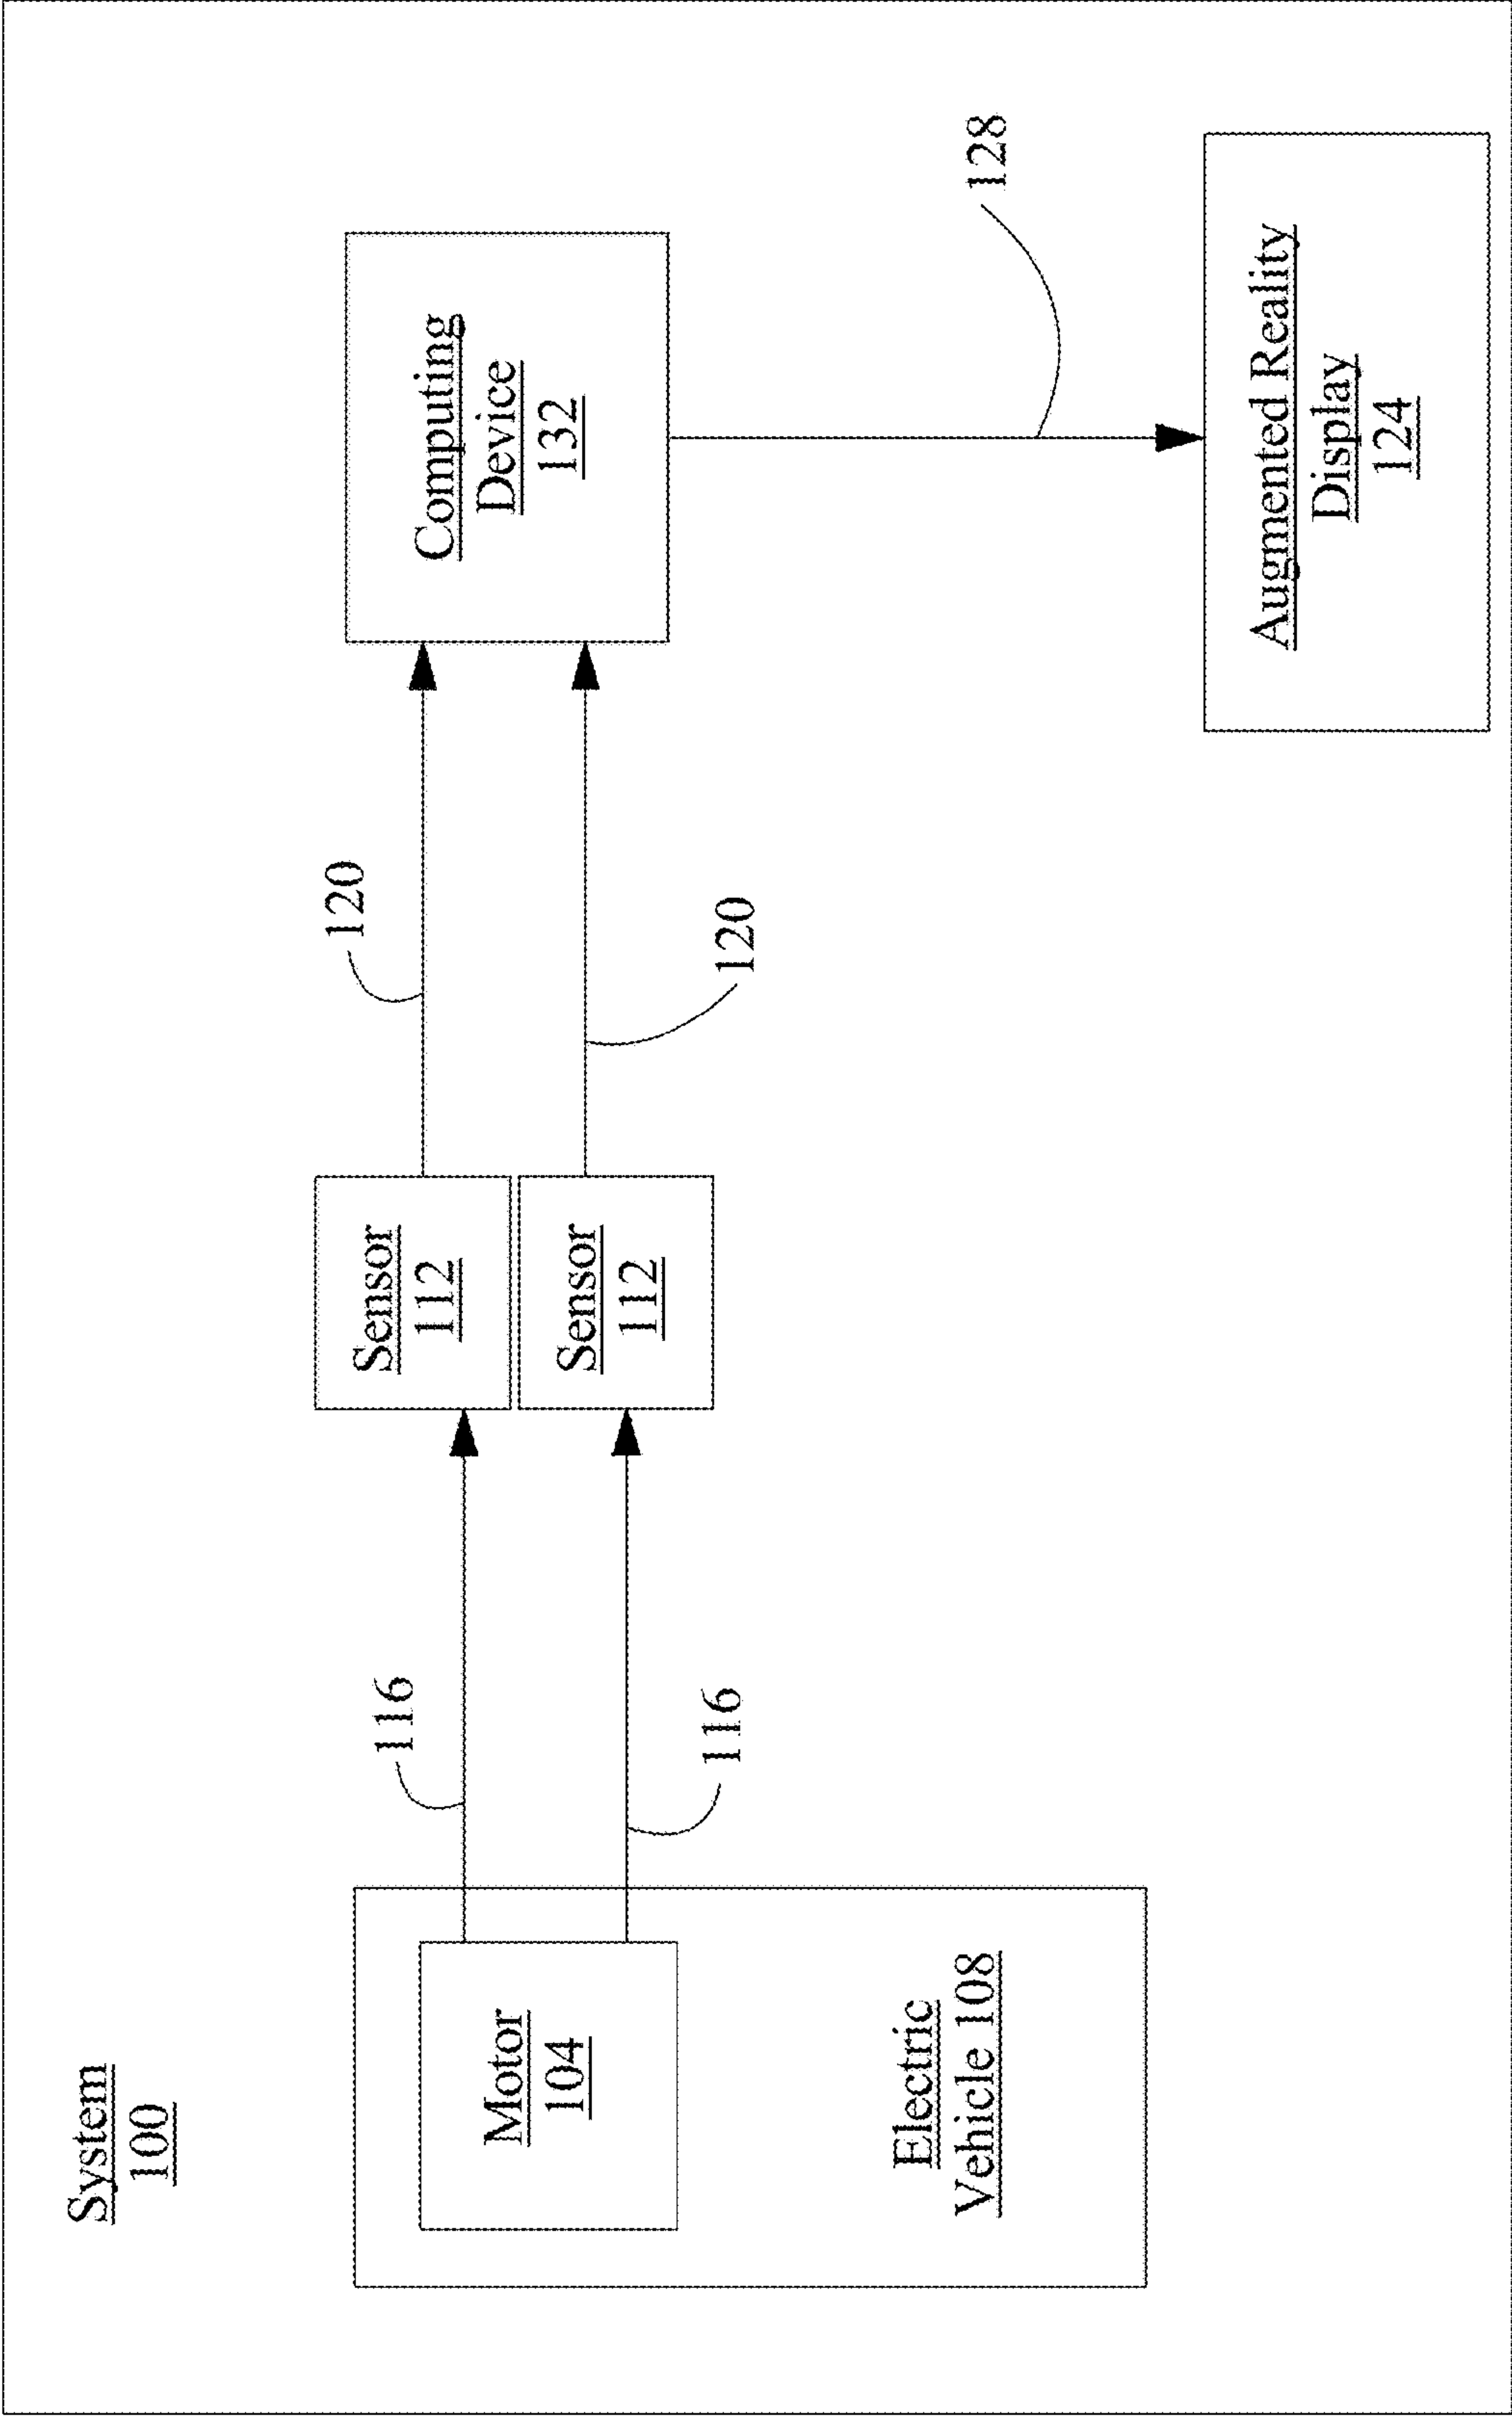 System
100
Motor
104
Electric
Vehicle 108
116
116
Sensor
112
Sensor
112
120
120
Computing
Device
132
128
Augmented Reality
Display
124